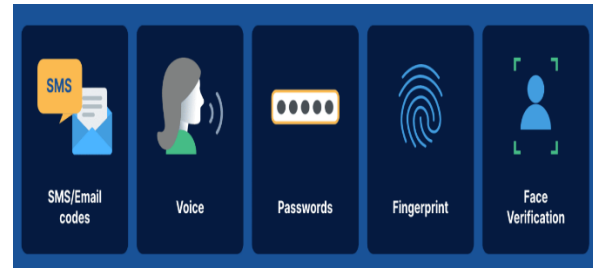 SMS
SMS/Email
codes
Voice
Passwords
Fingerprint
Face
Verification